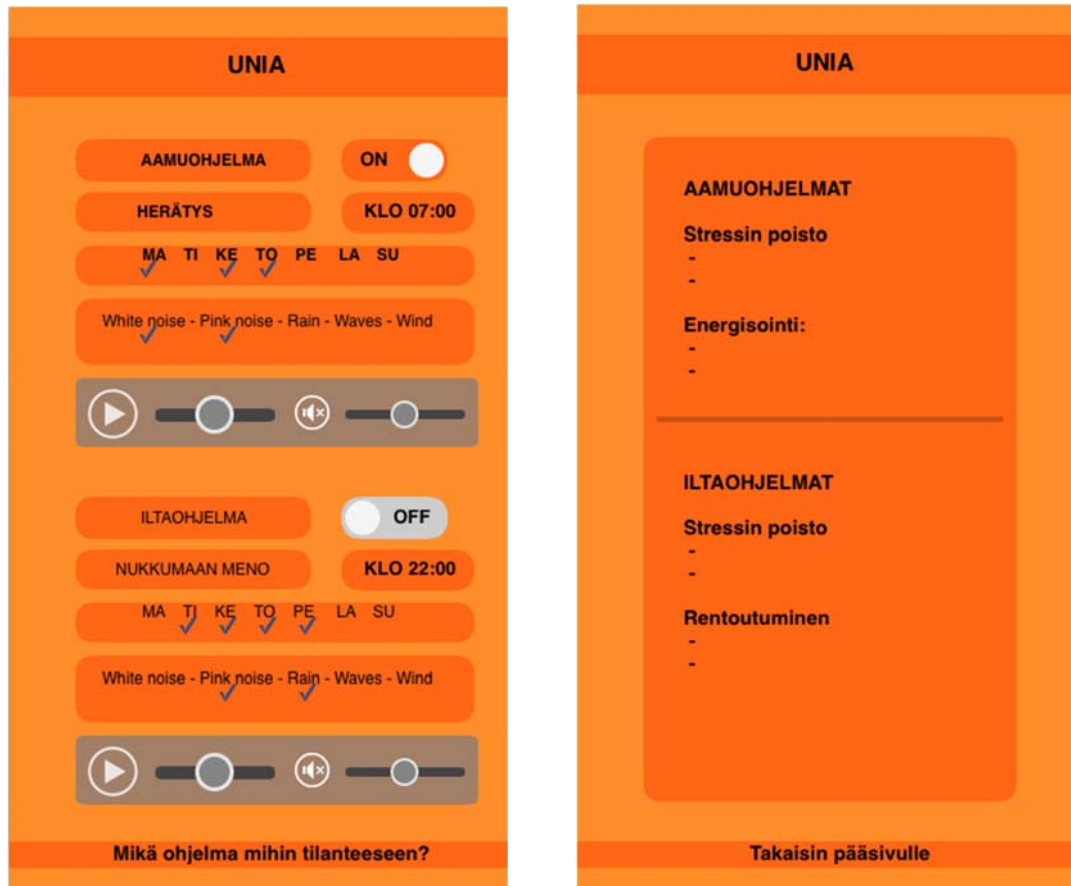 UNIA
AAMUOHJELMA ON
HERÄTYS KLO 07:00
MA TI KE TO PE LA SU
White noise - Pink noise - Rain - Waves - Wind
ILTAOHJELMA OFF
NUKKUMAAN MENO KLO 22:00
MA TI KE TO PE LA SU
White noise - Pink noise - Rain - Waves - Wind
Mikä ohjelma mihin tilanteeseen?
UNIA
AAMUOHJELMAT
Stressin poisto
-
-
Energisointi:
-
-
ILTAOHJELMAT
Stressin poisto
-
-
Rentoutuminen
-
-
Takaisin pääsivulle